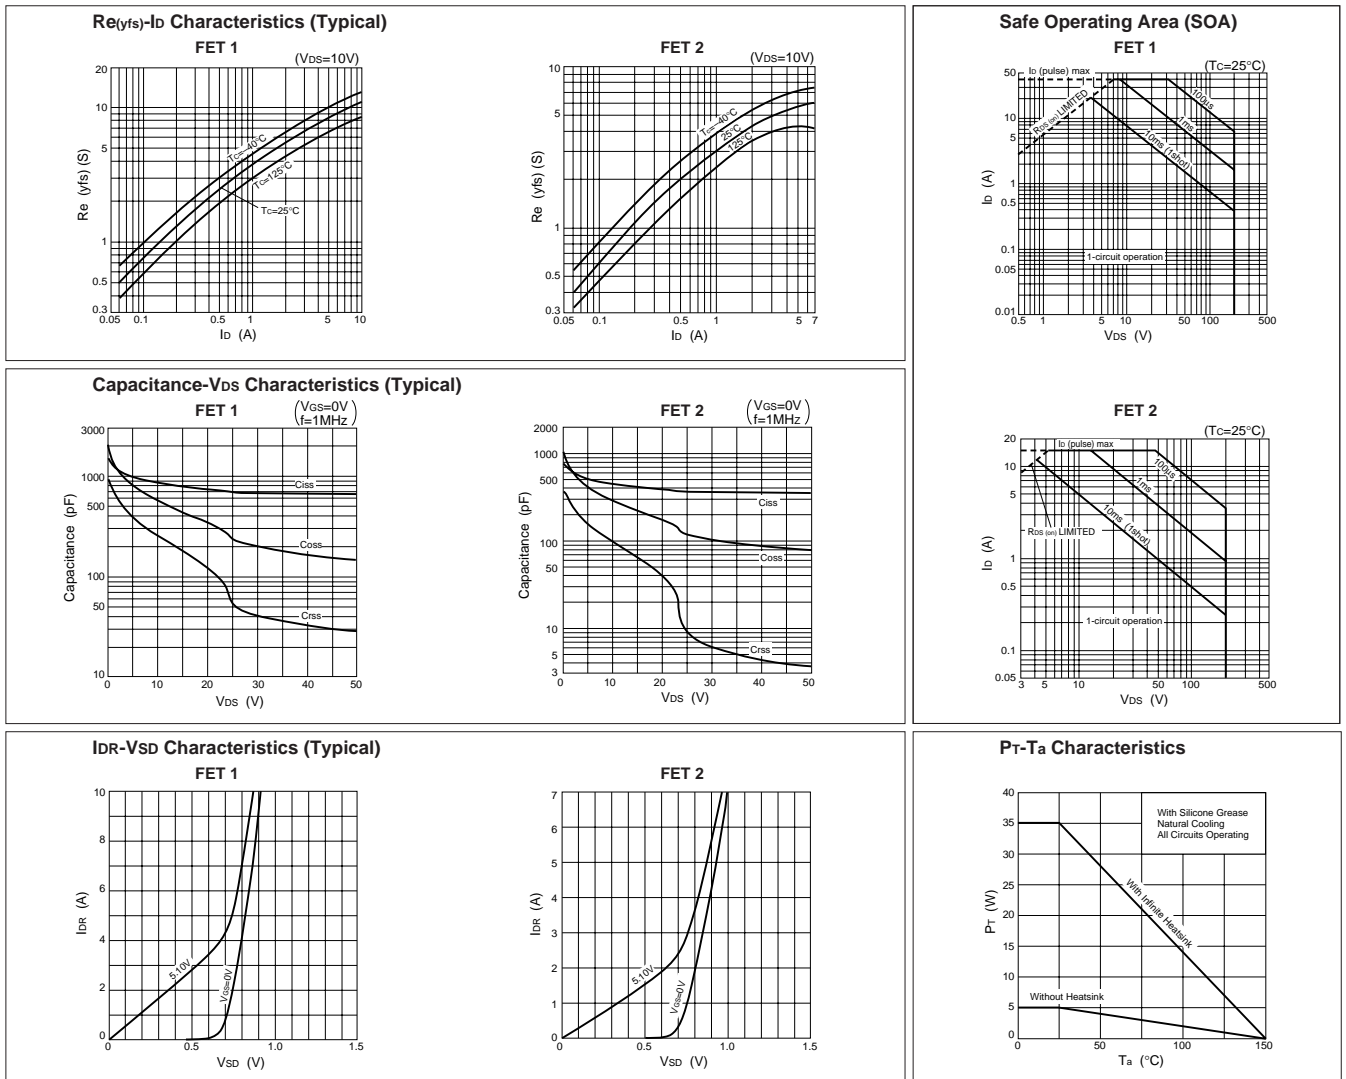 Re(yfs)-ID Characteristics (Typical)
FET 1
(VDS=10V)
20
10
5
1
0.5
0.3
Re (yfs) (S)
TC=–40°C
TC=125°C
TC=25°C
0.05 0.1 0.5 1 5 10
ID (A)
FET 2
(VDS=10V)
10
5
1
0.5
0.3
Re (yfs) (S)
TC=–40°C
25°C
125°C
0.05 0.1 0.5 1 5 7
ID (A)
Safe Operating Area (SOA)
FET 1
(TC=25°C)
50
10
5
1
0.5
0.1
0.05
0.01
ID (A)
ID (pulse) max
RDS (on) LIMITED
100µs
1ms
10ms (1shot)
1-circuit operation
0.5 1 5 10 50 100 500
VDS (V)
FET 2
(TC=25°C)
20
10
5
1
0.5
0.1
0.05
ID (A)
ID (pulse) max
100µs
1ms
10ms (1shot)
RDS (on) LIMITED
1-circuit operation
3 5 10 50 100 500
VDS (V)
Capacitance-VDS Characteristics (Typical)
FET 1
(VGS=0V
f=1MHz)
3000
1000
500
100
50
10
Capacitance (pF)
Ciss
Coss
Crss
0 10 20 30 40 50
VDS (V)
FET 2
(VGS=0V
f=1MHz)
2000
1000
500
100
50
10
5
3
Capacitance (pF)
Ciss
Coss
Crss
0 10 20 30 40 50
VDS (V)
IDR-VSD Characteristics (Typical)
FET 1
10
8
6
4
2
0
IDR (A)
5.10V
VGS=0V
0 0.5 1.0 1.5
VSD (V)
FET 2
7
6
5
4
3
2
1
0
IDR (A)
5.10V
VGS=0V
0 0.5 1.0 1.5
VSD (V)
PT-Ta Characteristics
40
35
30
25
20
15
10
5
0
PT (W)
With Silicone Grease
Natural Cooling
All Circuits Operating
With Infinite Heatsink
Without Heatsink
0 50 100 150
Ta (°C)